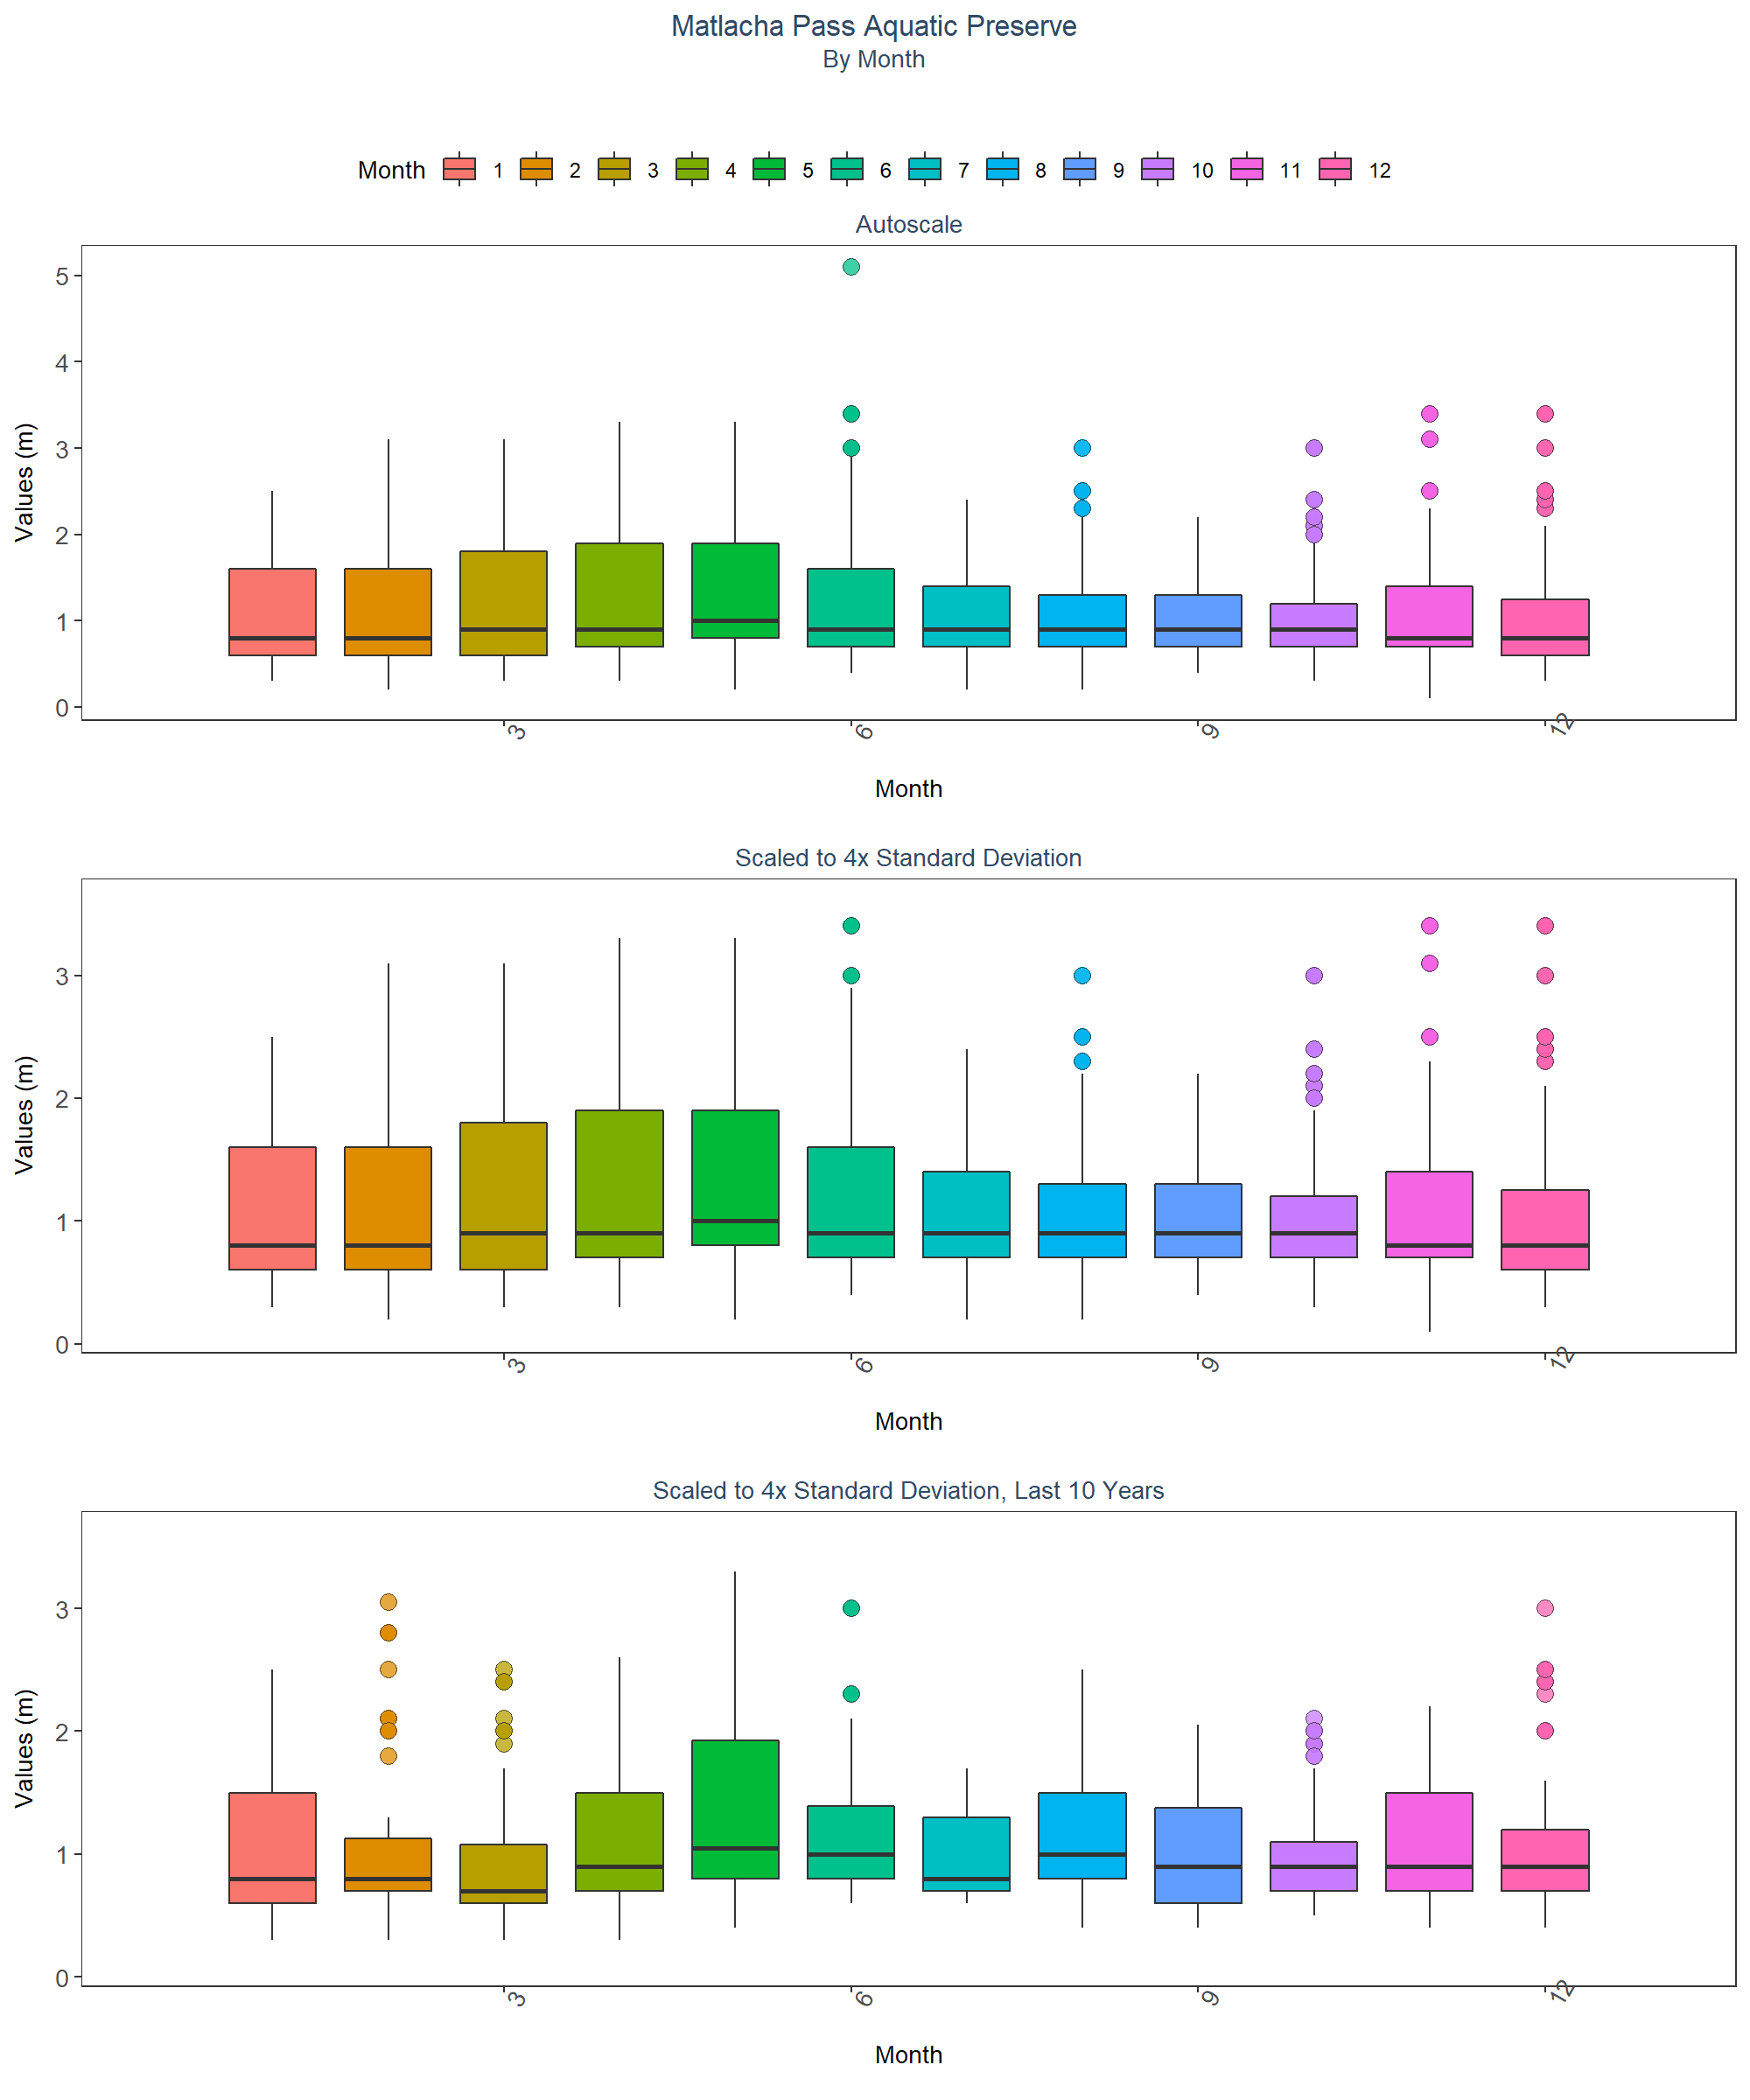 Matlacha Pass Aquatic Preserve
By Month
Month 1 2 3 4 5 6 7 8 9 10 11 12
Autoscale
Values (m)
5
4
3
2
1
0
3 6 9 12
Month
Scaled to 4x Standard Deviation
Values (m)
3
2
1
0
3 6 9 12
Month
Scaled to 4x Standard Deviation, Last 10 Years
Values (m)
3
2
1
0
3 6 9 12
Month